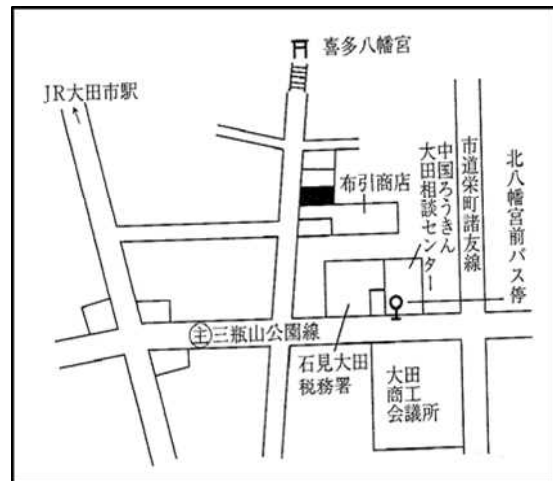 喜多八幡宮
JR大田市駅
布引商店
中国ろうきん
大田相談センター
市道栄町諸友線
北八幡宮前バス停
主三瓶山公園線
石見大田
税務署
大田
商工
会議所